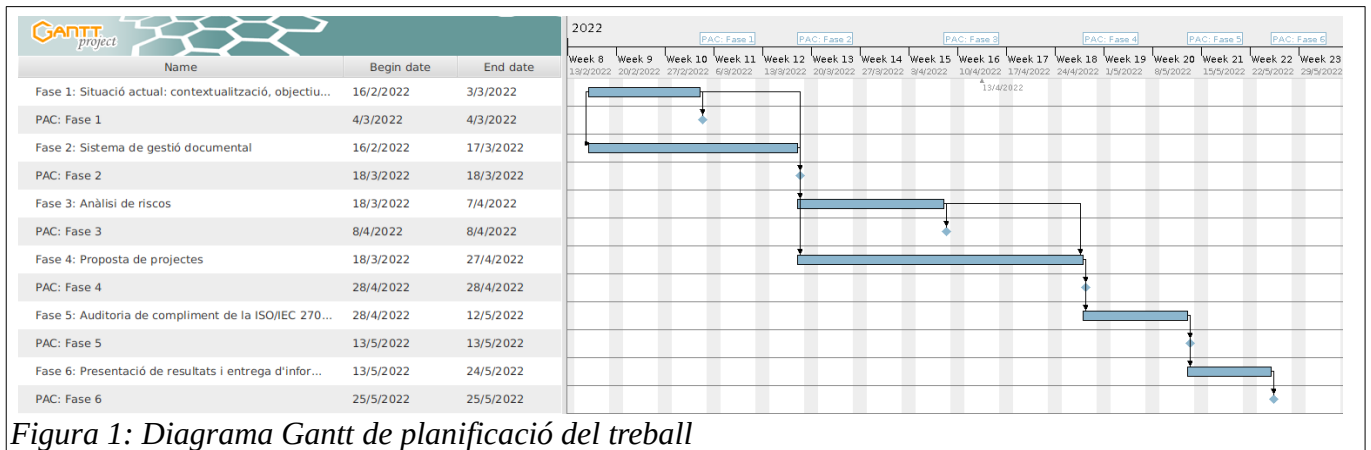 GANTT
project
2022
PAC: Fase 1 PAC: Fase 2 PAC: Fase 3 PAC: Fase 4 PAC: Fase 5 PAC: Fase 6
Name Begin date End date
Week 8 Week 9 Week 10 Week 11 Week 12 Week 13 Week 14 Week 15 Week 16 Week 17 Week 18 Week 19 Week 20 Week 21 Week 22 Week 23
13/2/2022 20/2/2022 27/2/2022 6/3/2022 13/3/2022 20/3/2022 27/3/2022 3/4/2022 10/4/2022 17/4/2022 24/4/2022 1/5/2022 8/5/2022 15/5/2022 22/5/2022 29/5/2022
13/4/2022
Fase 1: Situació actual: contextualització, objectiu... 16/2/2022 3/3/2022
PAC: Fase 1 4/3/2022 4/3/2022
Fase 2: Sistema de gestió documental 16/2/2022 17/3/2022
PAC: Fase 2 18/3/2022 18/3/2022
Fase 3: Anàlisi de riscos 18/3/2022 7/4/2022
PAC: Fase 3 8/4/2022 8/4/2022
Fase 4: Proposta de projectes 18/3/2022 27/4/2022
PAC: Fase 4 28/4/2022 28/4/2022
Fase 5: Auditoria de compliment de la ISO/IEC 270... 28/4/2022 12/5/2022
PAC: Fase 5 13/5/2022 13/5/2022
Fase 6: Presentació de resultats i entrega d'infor... 13/5/2022 24/5/2022
PAC: Fase 6 25/5/2022 25/5/2022
Figura 1: Diagrama Gantt de planificació del treball